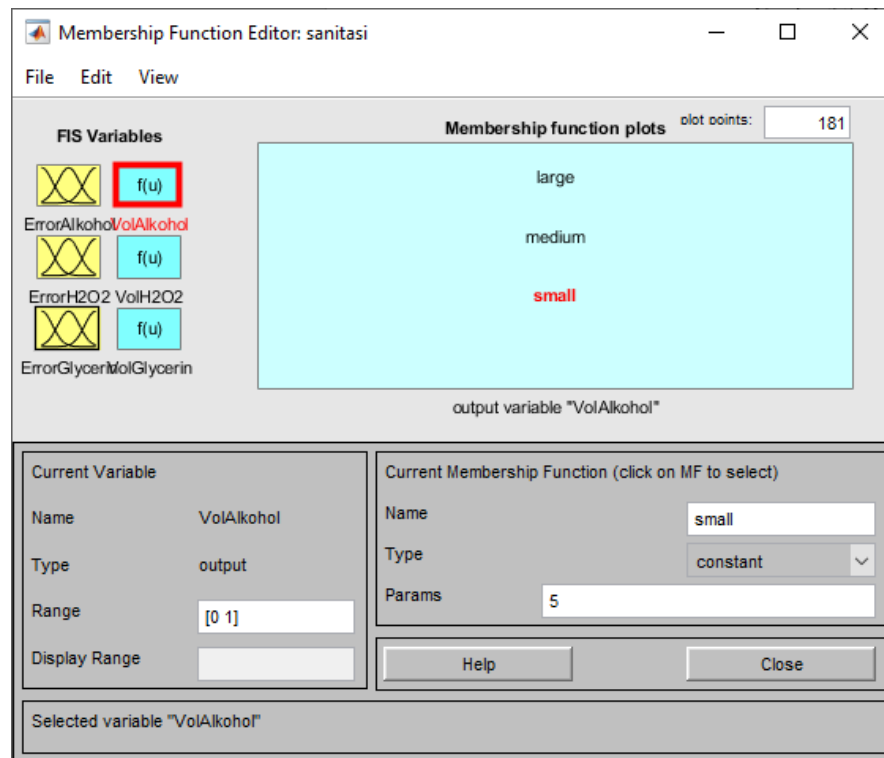 Membership Function Editor: sanitasi
File Edit View
FIS Variables
Membership function plots
plot points:
181
f(u)
ErrorAlkohol
VolAlkohol
f(u)
ErrorH2O2
VolH2O2
f(u)
VolGlycerin
large
medium
small
output variable "VolAlkohol"
Current Variable
Name VolAlkohol
Type output
Range [0 1]
Display Range
Current Membership Function (click on MF to select)
Name small
Type constant
Params 5
Help Close
Selected variable "VolAlkohol"